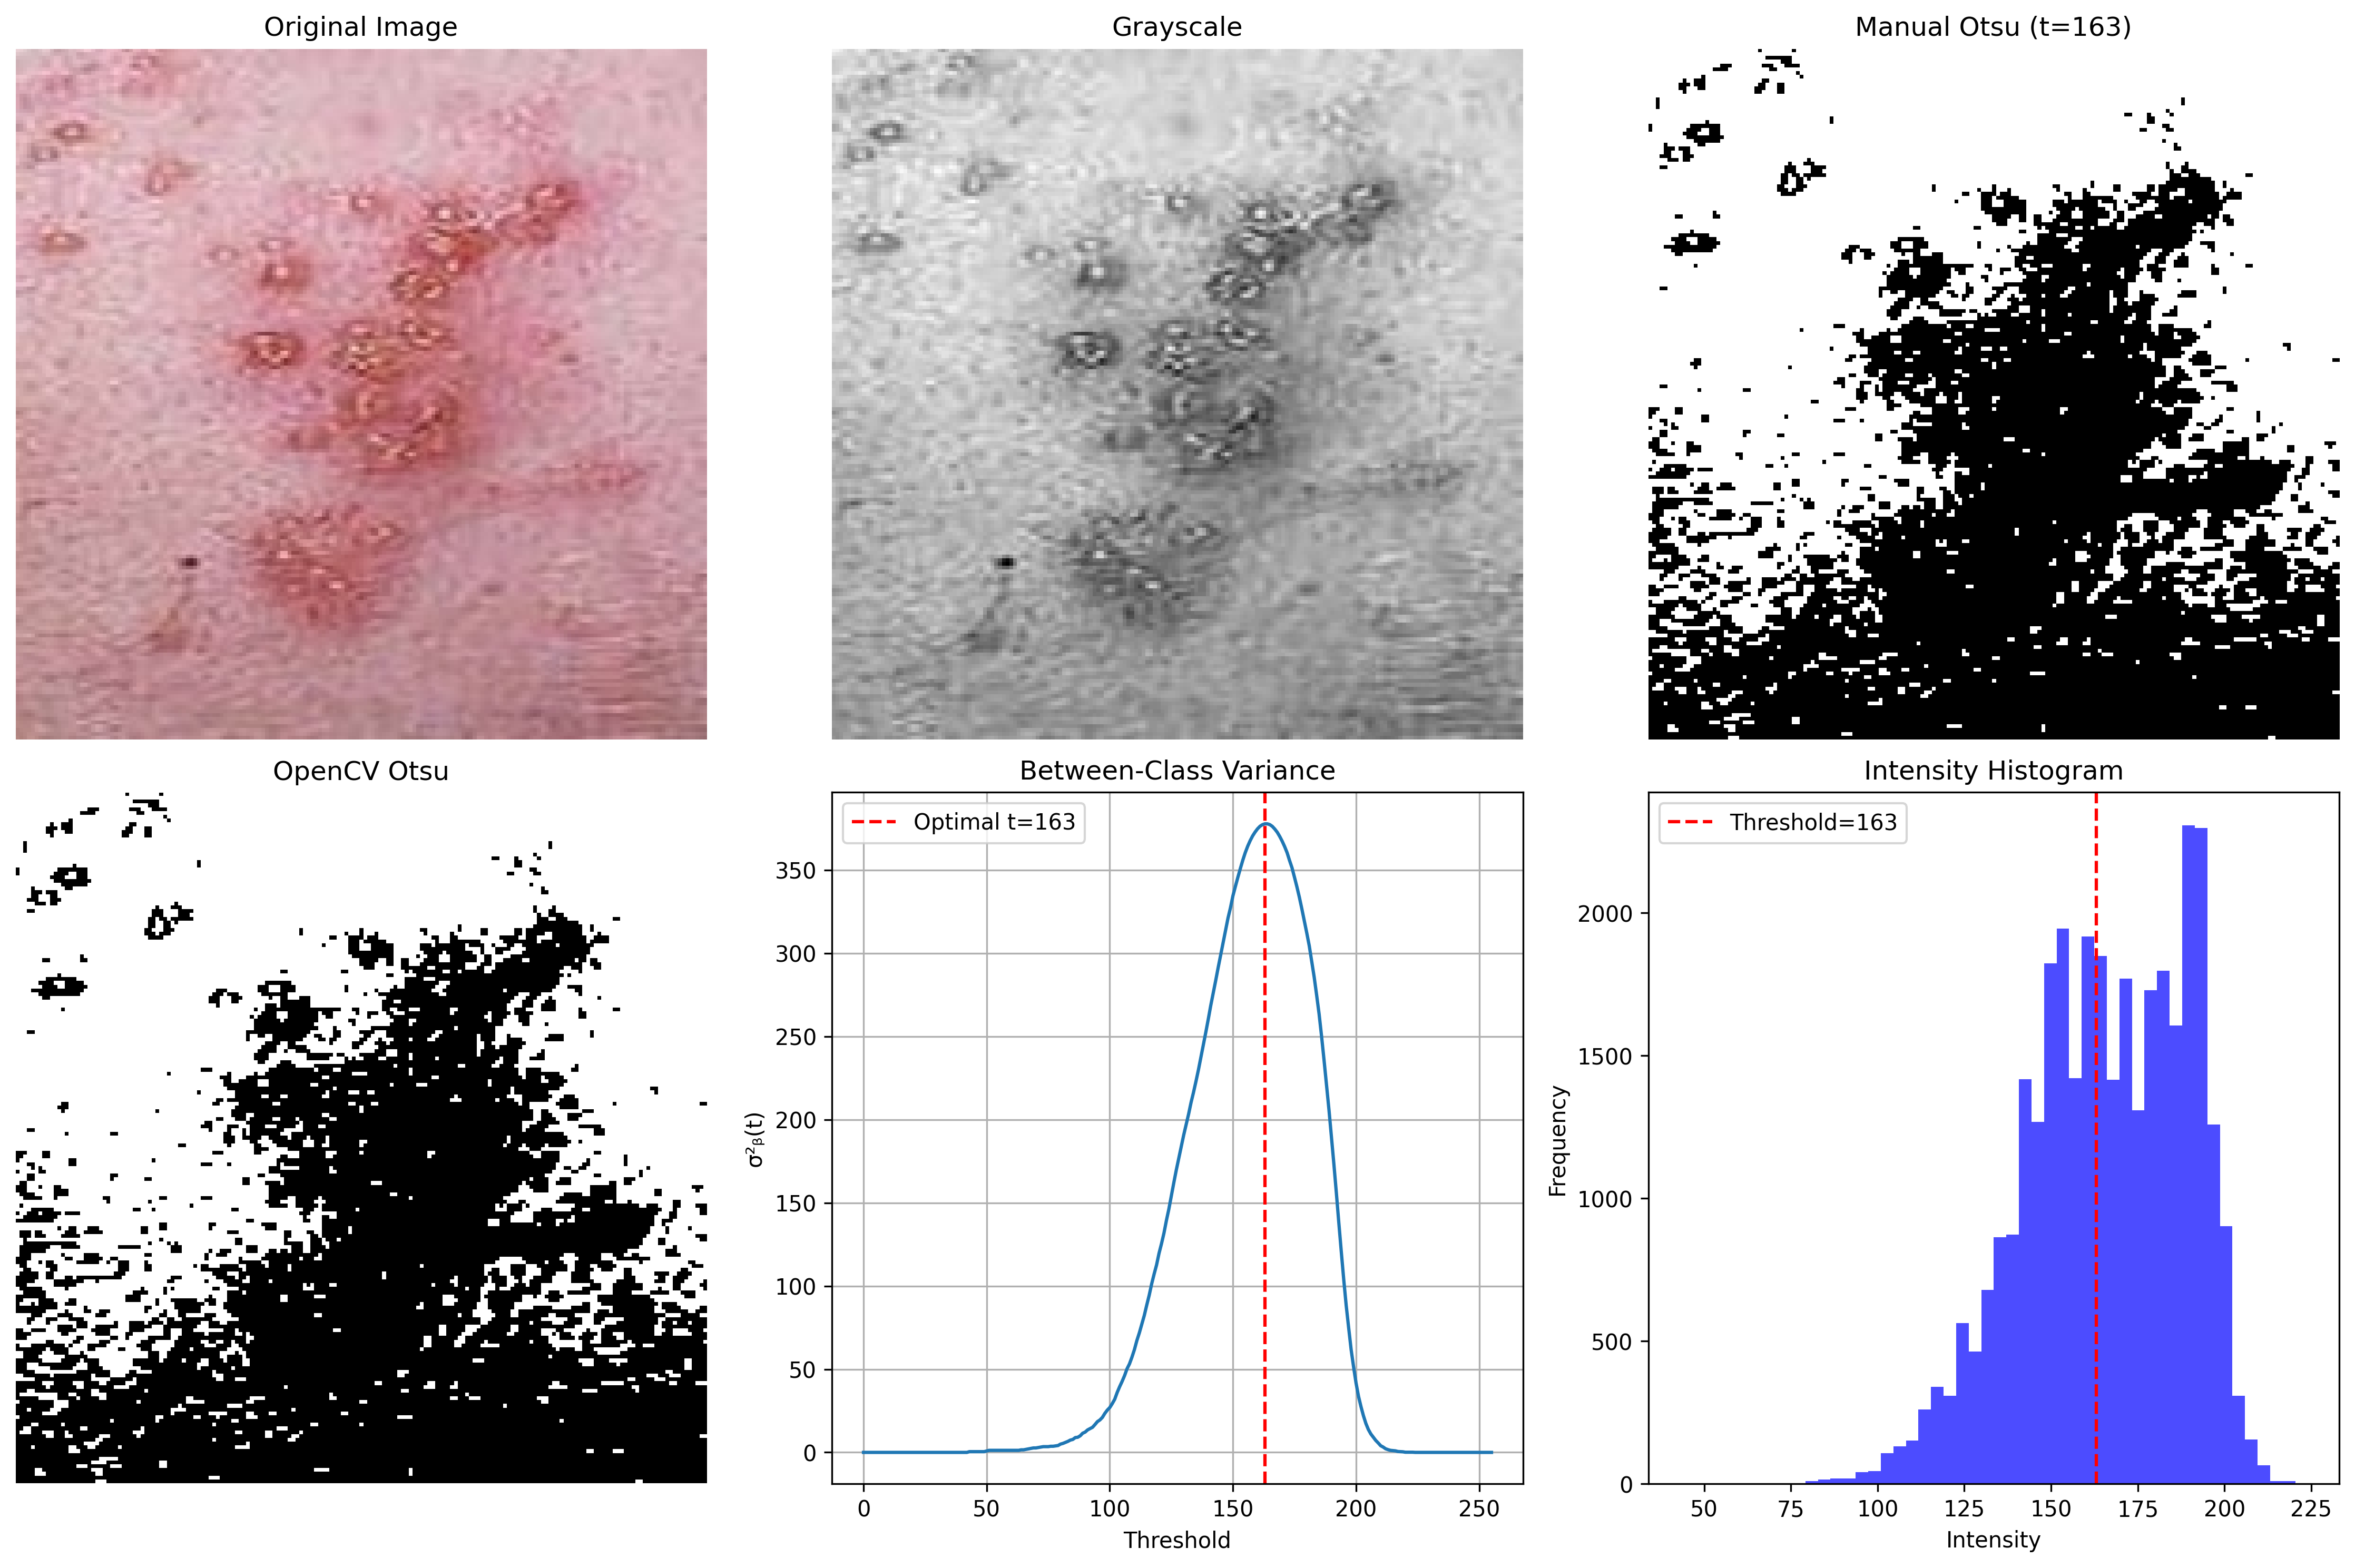 Original Image
Grayscale
Manual Otsu (t=163)
OpenCV Otsu
Between-Class Variance
Optimal t=163
350
300
250
200
150
100
50
0
σ²ᵦ(t)
0 50 100 150 200 250
Threshold
Intensity Histogram
Threshold=163
2000
1500
1000
500
0
Frequency
50 75 100 125 150 175 200 225
Intensity